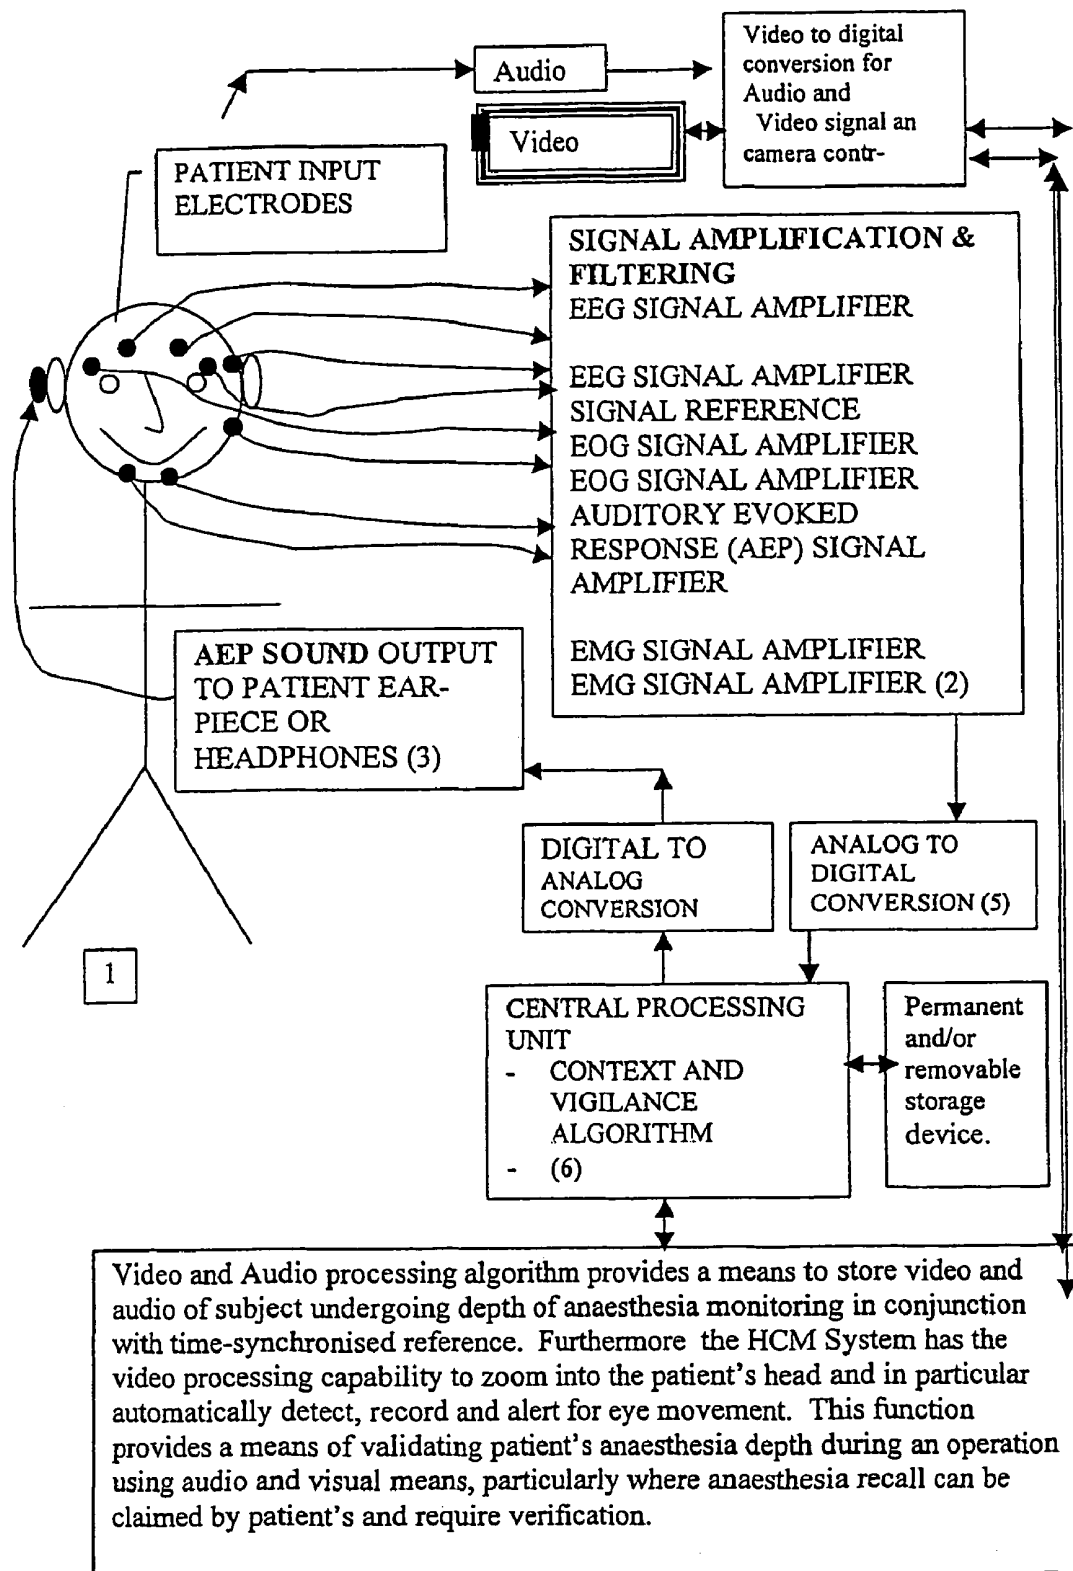 Audio
Video
Video to digital
conversion for
Audio and
Video signal an
camera contr-
PATIENT INPUT
ELECTRODES
SIGNAL AMPLIFICATION &
FILTERING
EEG SIGNAL AMPLIFIER
EEG SIGNAL AMPLIFIER
SIGNAL REFERENCE
EOG SIGNAL AMPLIFIER
EOG SIGNAL AMPLIFIER
AUDITORY EVOKED
RESPONSE (AEP) SIGNAL
AMPLIFIER
EMG SIGNAL AMPLIFIER
EMG SIGNAL AMPLIFIER (2)
AEP SOUND OUTPUT
TO PATIENT EAR-
PIECE OR
HEADPHONES (3)
DIGITAL TO
ANALOG
CONVERSION
ANALOG TO
DIGITAL
CONVERSION (5)
1
CENTRAL PROCESSING
UNIT
- CONTEXT AND
VIGILANCE
ALGORITHM
- (6)
Permanent
and/or
removable
storage
device.
Video and Audio processing algorithm provides a means to store video and
audio of subject undergoing depth of anaesthesia monitoring in conjunction
with time-synchronised reference. Furthermore the HCM System has the
video processing capability to zoom into the patient's head and in particular
automatically detect, record and alert for eye movement. This function
provides a means of validating patient's anaesthesia depth during an operation
using audio and visual means, particularly where anaesthesia recall can be
claimed by patient's and require verification.